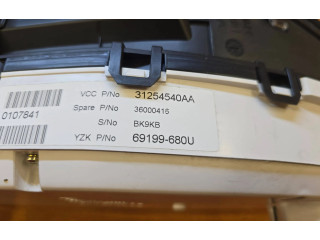 VCC P/No 31254540AA
Spare P/No 36000415
0107841
S/No BK9KB
YZK P/No 69199-680U